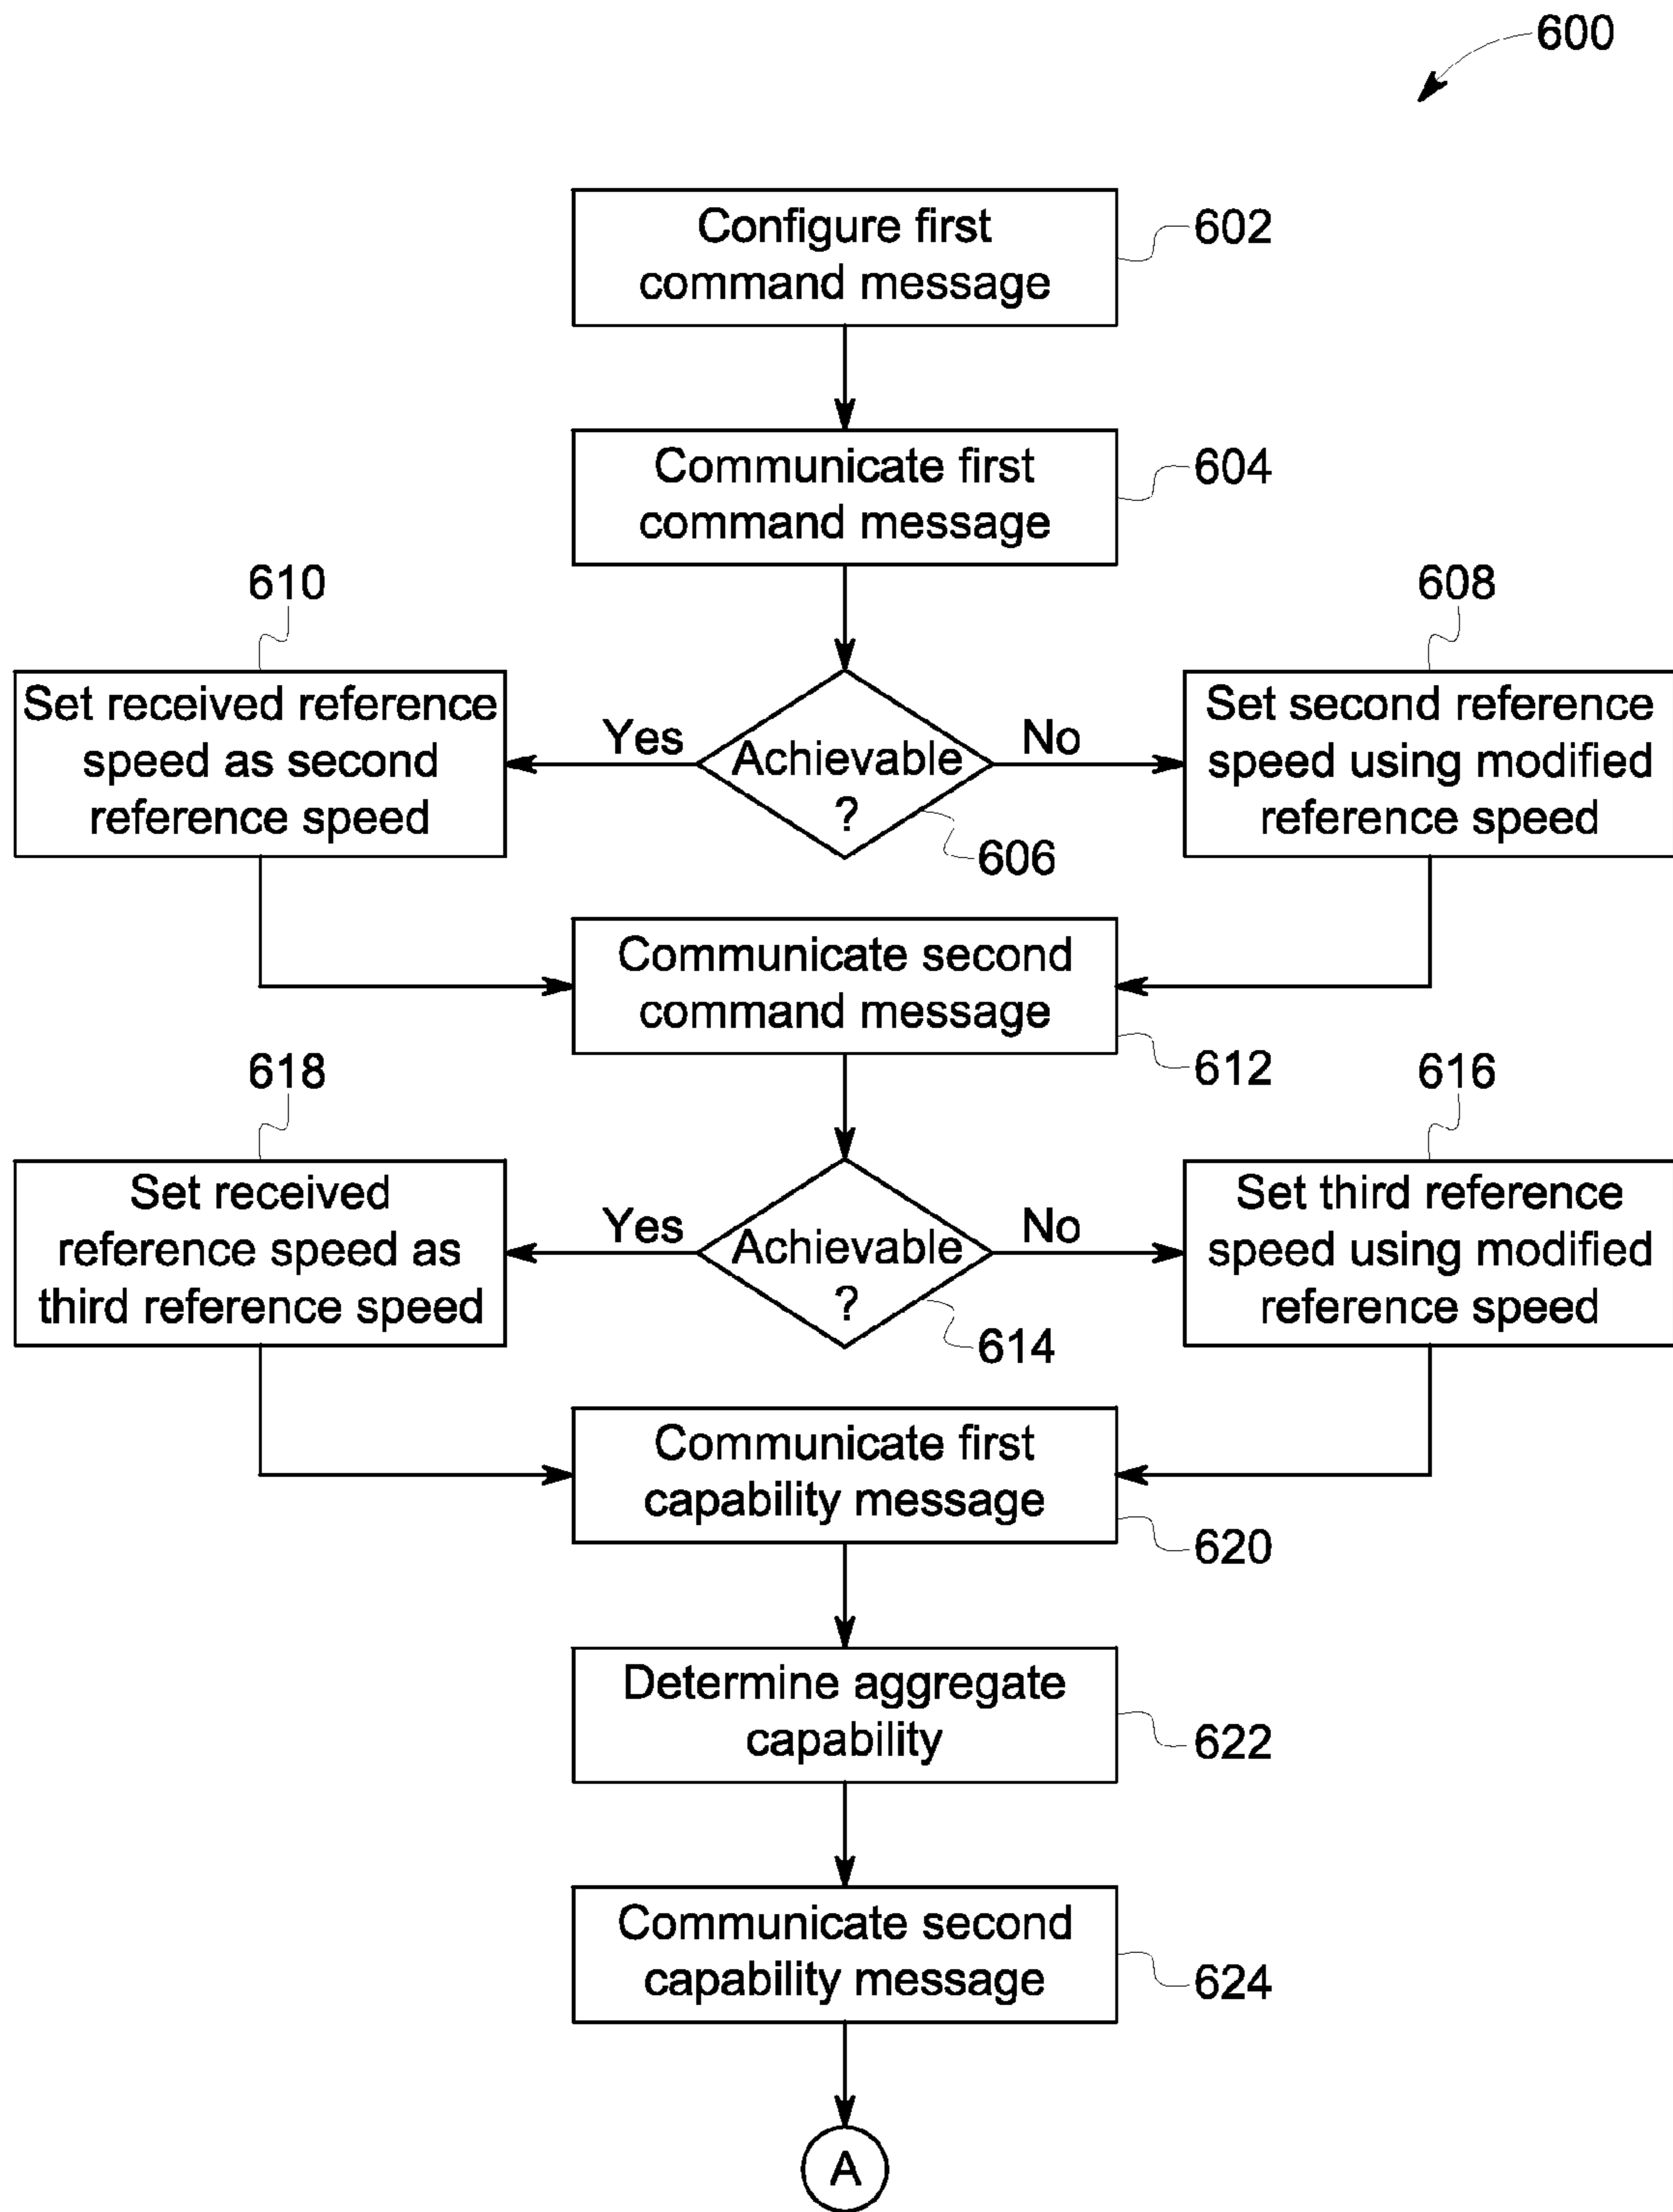 600
Configure first
command message
602
Communicate first
command message
604
610
608
Set received reference
speed as second
reference speed
Yes
Achievable
?
No
Set second reference
speed using modified
reference speed
606
Communicate second
command message
612
618
616
Set received
reference speed as
third reference speed
Yes
Achievable
?
No
Set third reference
speed using modified
reference speed
614
Communicate first
capability message
620
Determine aggregate
capability
622
Communicate second
capability message
624
A